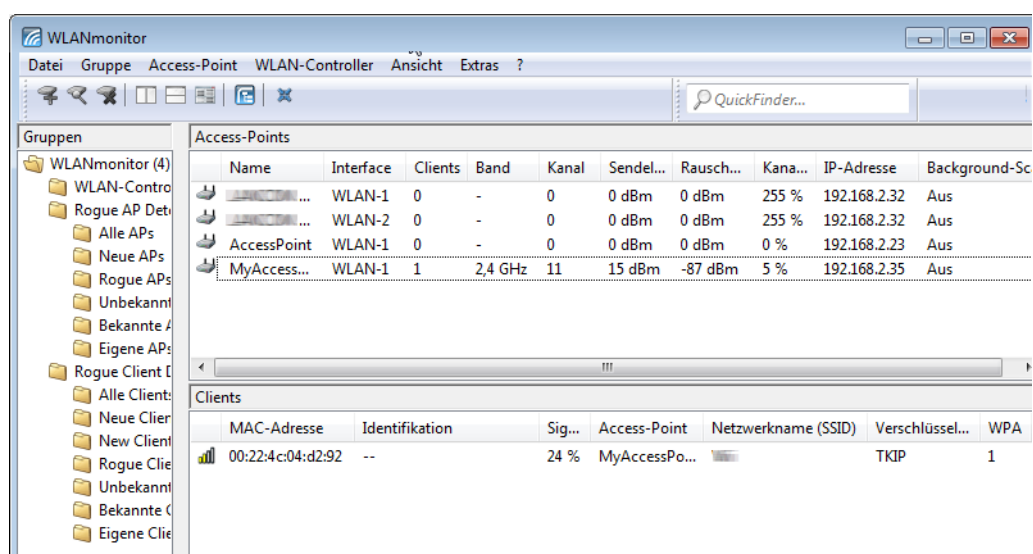 WLANmonitor
Datei Gruppe Access-Point WLAN-Controller Ansicht Extras ?
QuickFinder...
Gruppen
WLANmonitor (4)
WLAN-Contro
Rogue AP Det
Alle APs
Neue APs
Rogue APs
Unbekannt
Bekannte A
Eigene APs
Rogue Client D
Alle Clients
Neue Clien
New Client
Rogue Clie
Unbekannt
Bekannte C
Eigene Clie
Access-Points
Name Interface Clients Band Kanal Sendel... Rausch... Kana... IP-Adresse Background-Sca
... WLAN-1 0 - 0 0 dBm 0 dBm 255 % 192.168.2.32 Aus
... WLAN-2 0 - 0 0 dBm 0 dBm 255 % 192.168.2.32 Aus
AccessPoint WLAN-1 0 - 0 0 dBm 0 dBm 0 % 192.168.2.23 Aus
MyAccess... WLAN-1 1 2,4 GHz 11 15 dBm -87 dBm 5 % 192.168.2.35 Aus
Clients
MAC-Adresse Identifikation Sig... Access-Point Netzwerkname (SSID) Verschlüssel... WPA
00:22:4c:04:d2:92 -- 24 % MyAccessPo... TKIP 1